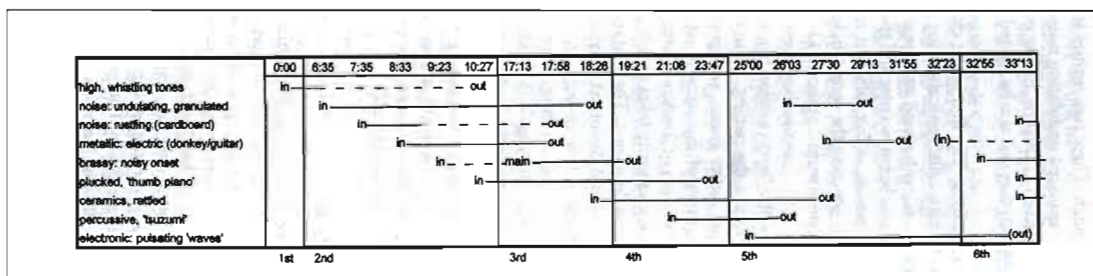 0:00 6:35 7:35 8:33 9:23 10:27 17:13 17:58 18:26 19:21 21:06 23:47 25'00 26'03 27'30 29'13 31'55 32'23 32'55 33'13
high, whistling tones in out
noise: undulating, granulated in out in out in
noise: rustling (cardboard) in out
metallic: electric (donkey/guitar) in out in out (in)
brassy: noisy onset in main out in
plucked, 'thumb piano' in out in
ceramics, rattled in out in
percussive, 'tsuzumi' in out
electronic: pulsating 'waves' in (out)
1st 2nd 3rd 4th 5th 6th